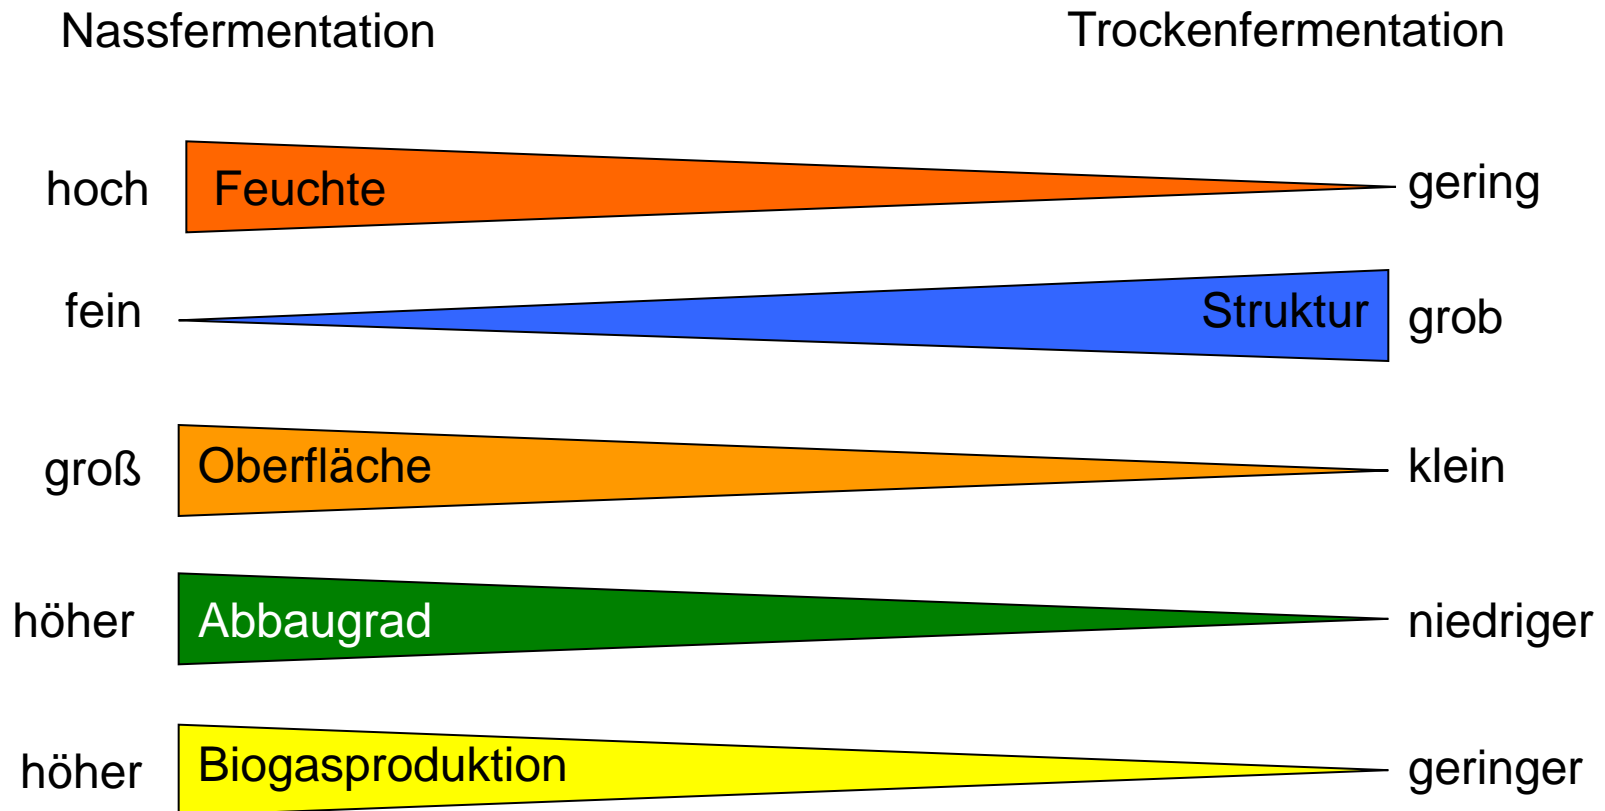 Nassfermentation Trockenfermentation
hoch Feuchte gering
fein Struktur grob
groß Oberfläche klein
höher Abbaugrad niedriger
höher Biogasproduktion geringer